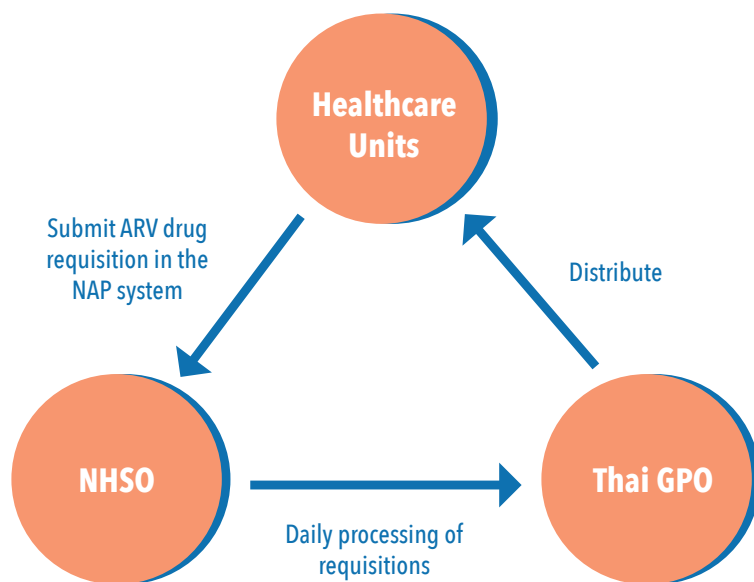 Healthcare
Units
Submit ARV drug
requisition in the
NAP system
Distribute
NHSO
Thai GPO
Daily processing of
requisitions